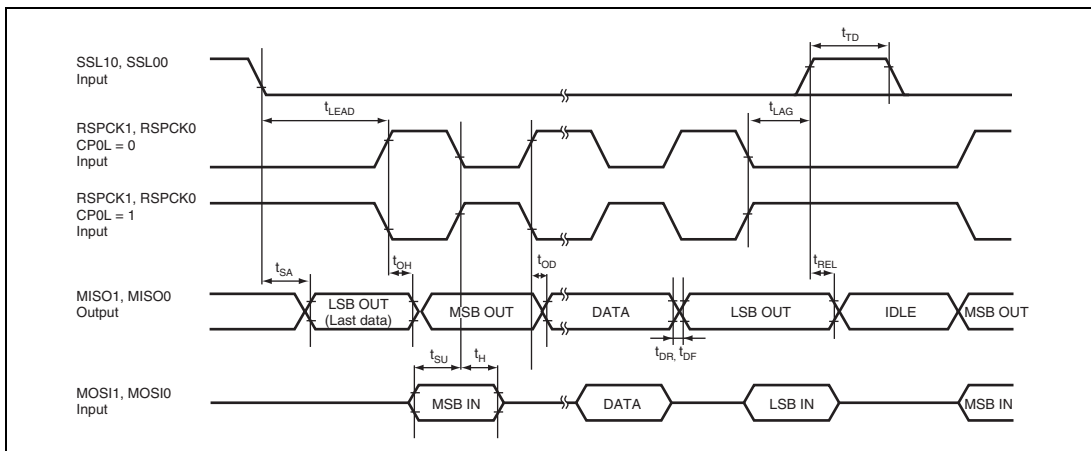 SSL10, SSL00
Input
tTD
tLEAD
tLAG
RSPCK1, RSPCK0
CP0L = 0
Input
RSPCK1, RSPCK0
CP0L = 1
Input
tSA
tOH
tOD
tREL
MISO1, MISO0
Output
LSB OUT
(Last data)
MSB OUT
DATA
LSB OUT
IDLE
MSB OUT
tSU
tH
tDR, tDF
MOSI1, MOSI0
Input
MSB IN
DATA
LSB IN
MSB IN